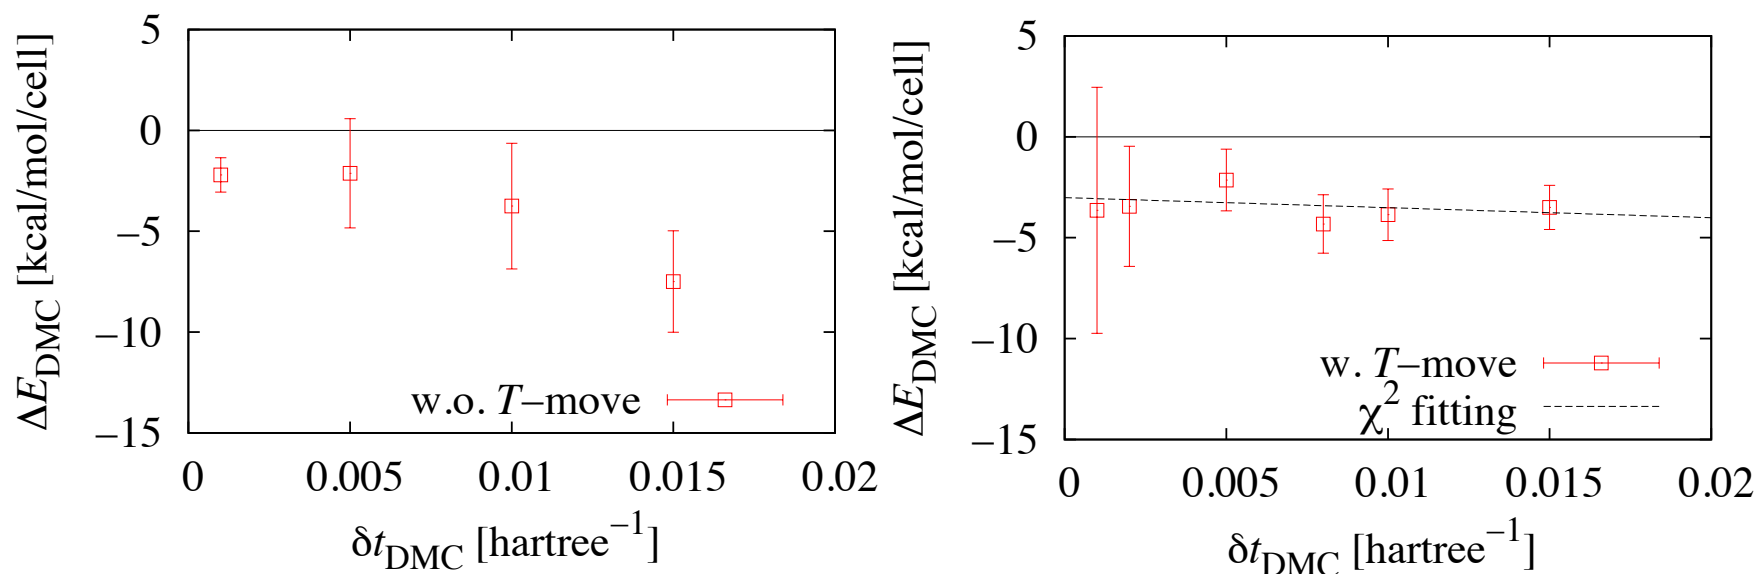 5
0
−5
−10
−15
ΔE_DMC [kcal/mol/cell]
w.o. T−move
0 0.005 0.01 0.015 0.02
δt_DMC [hartree⁻¹]
5
0
−5
−10
−15
ΔE_DMC [kcal/mol/cell]
w. T−move
χ² fitting
0 0.005 0.01 0.015 0.02
δt_DMC [hartree⁻¹]